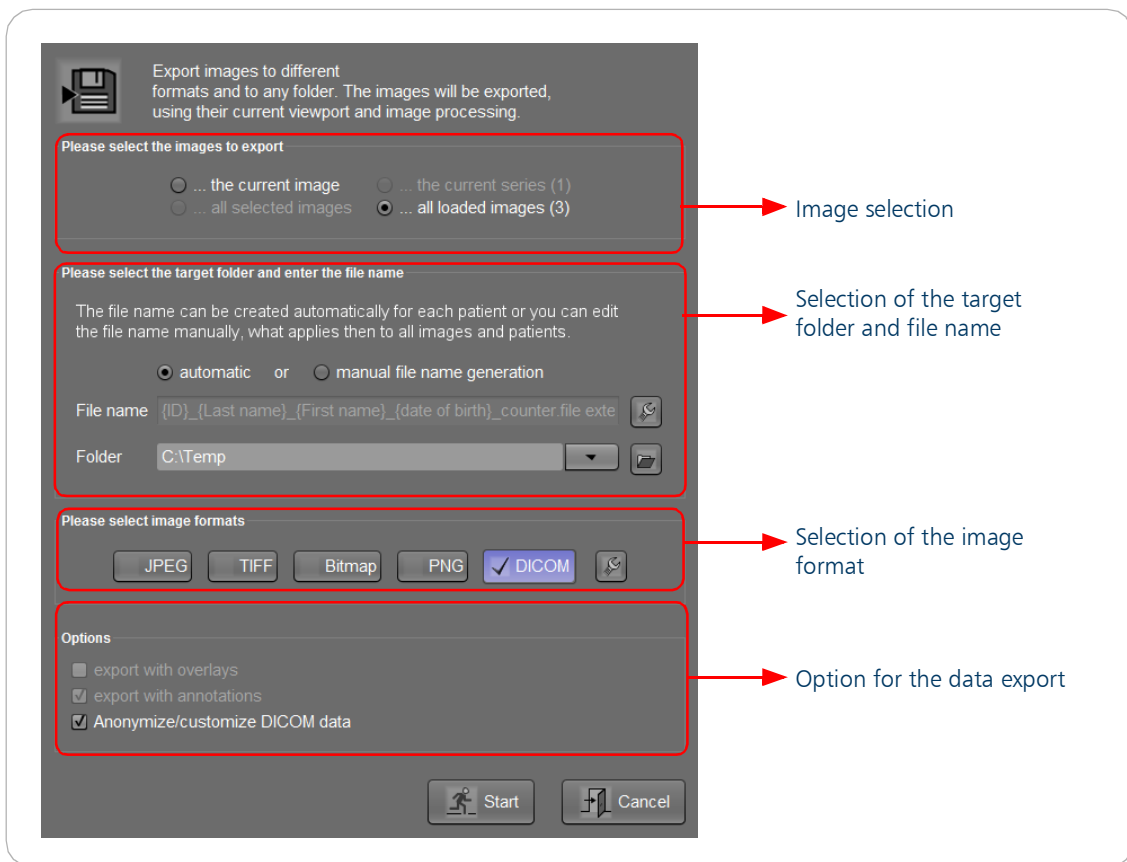 Export images to different
formats and to any folder. The images will be exported,
using their current viewport and image processing.
Please select the images to export
... the current image ... the current series (1)
... all selected images ... all loaded images (3)
Image selection
Please select the target folder and enter the file name
The file name can be created automatically for each patient or you can edit
the file name manually, what applies then to all images and patients.
Selection of the target
folder and file name
automatic or manual file name generation
File name {ID}_{Last name}_{First name}_{date of birth}_counter.file exte
Folder C:\Temp
Please select image formats
JPEG TIFF Bitmap PNG DICOM
Selection of the image
format
Options
export with overlays
export with annotations
Anonymize/customize DICOM data
Option for the data export
Start Cancel